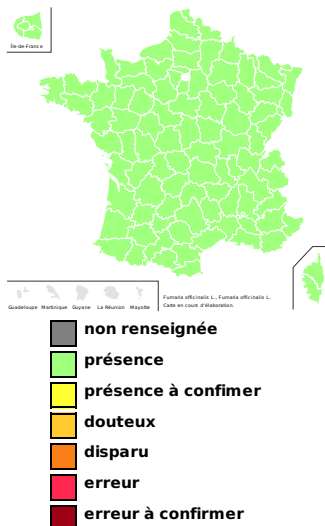 Île-de-France
Guadeloupe Martinique Guyane La Réunion Mayotte
Fumaria officinalis L., Fumaria officinalis L.
Carte en cours d'élaboration.
non renseignée
présence
présence à confimer
douteux
disparu
erreur
erreur à confirmer